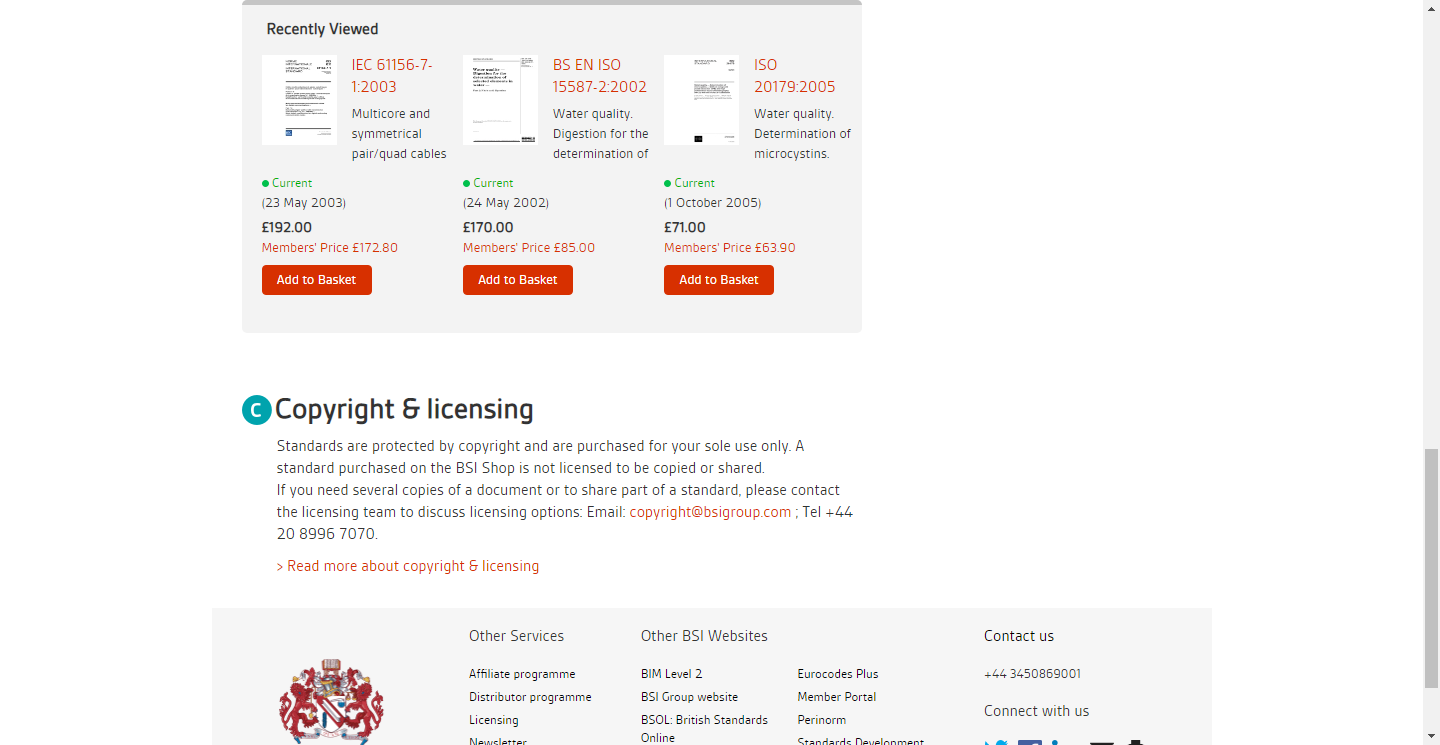 Recently Viewed
IEC 61156-7-
1:2003
Multicore and
symmetrical
pair/quad cables
Current
(23 May 2003)
£192.00
Members' Price £172.80
Add to Basket
BS EN ISO
15587-2:2002
Water quality.
Digestion for the
determination of
Current
(24 May 2002)
£170.00
Members' Price £85.00
Add to Basket
ISO
20179:2005
Water quality.
Determination of
microcystins.
Current
(1 October 2005)
£71.00
Members' Price £63.90
Add to Basket
C Copyright & licensing
Standards are protected by copyright and are purchased for your sole use only. A
standard purchased on the BSI Shop is not licensed to be copied or shared.
If you need several copies of a document or to share part of a standard, please contact
the licensing team to discuss licensing options: Email: copyright@bsigroup.com ; Tel +44
20 8996 7070.
> Read more about copyright & licensing
Other Services
Affiliate programme
Distributor programme
Licensing
Newsletter
Other BSI Websites
BIM Level 2
BSI Group website
BSOL: British Standards
Online
Eurocodes Plus
Member Portal
Perinorm
Standards Development
Contact us
+44 3450869001
Connect with us